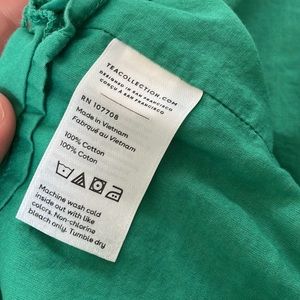 TEACOLLECTION.COM
DESIGNED IN SAN FRANCISCO
CONÇU À SAN FRANCISCO
RN 107708
Made in Vietnam
Fabriqué au Vietnam
100% Cotton
100% Coton
Machine wash cold
inside out with like
colors. Non-chlorine
bleach only. Tumble dry